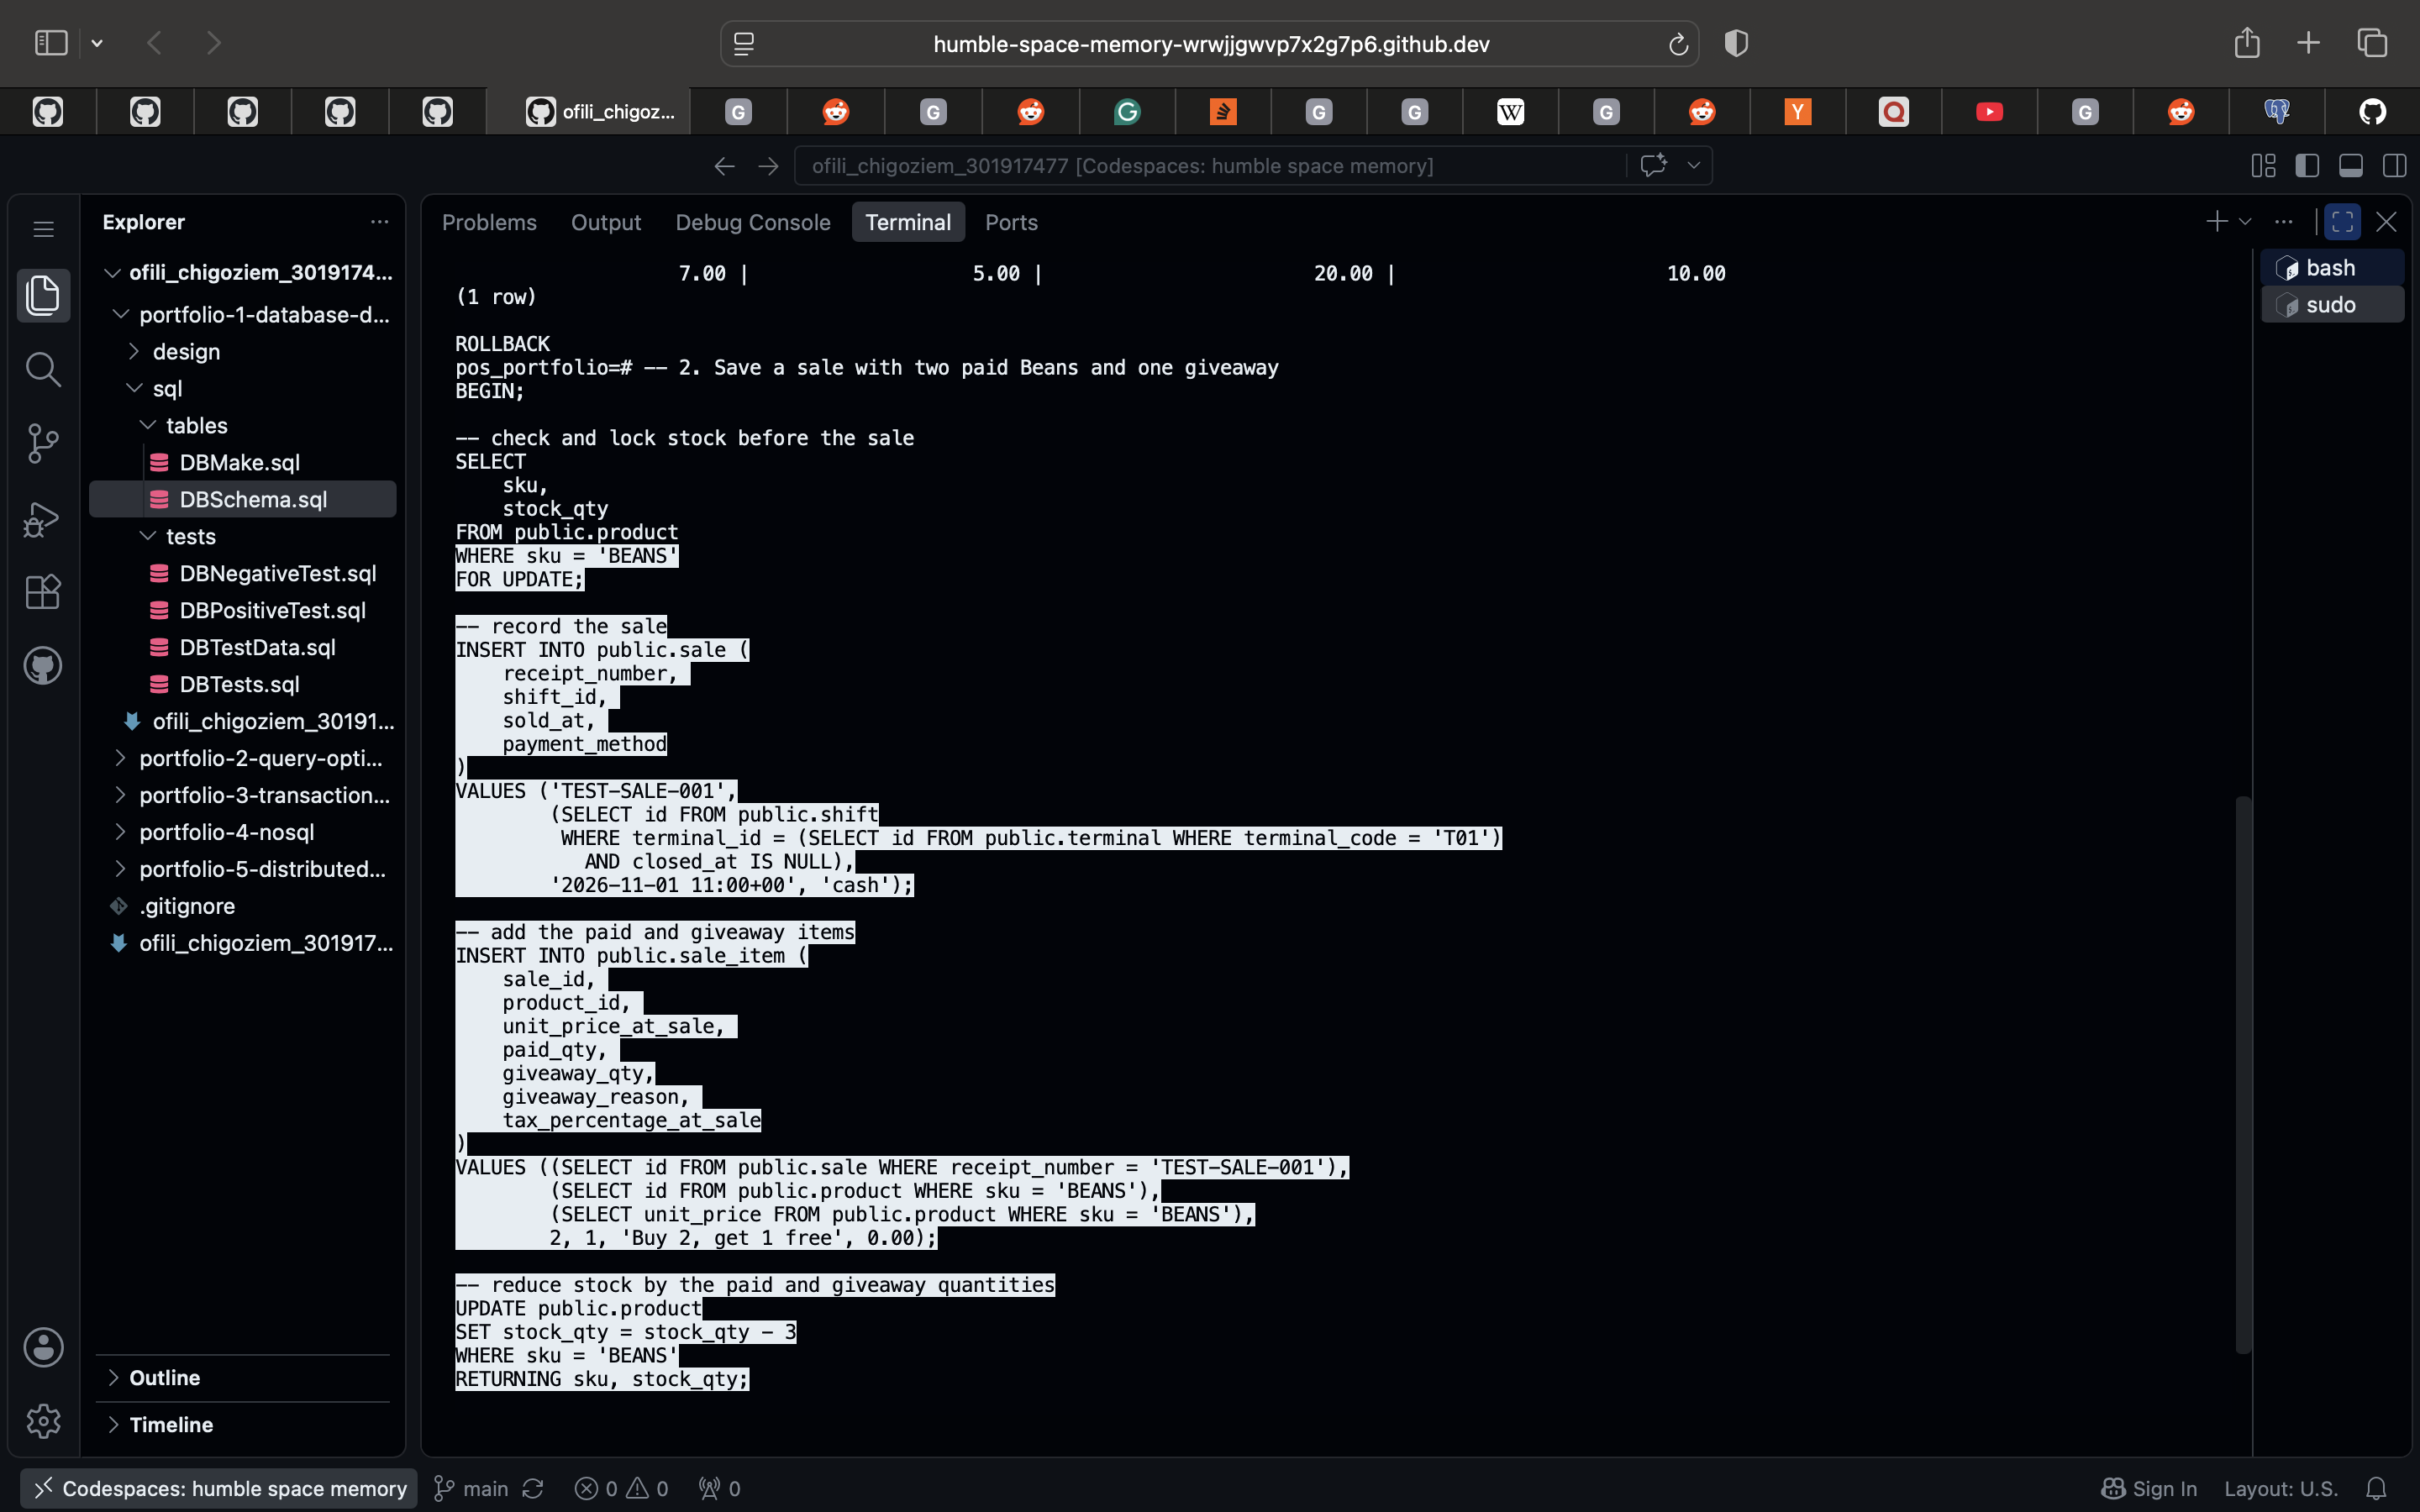 humble-space-memory-wrwjjgwvp7x2g7p6.github.dev
ofili_chigoz...
ofili_chigoziem_301917477 [Codespaces: humble space memory]
Explorer
ofili_chigoziem_3019174...
portfolio-1-database-d...
design
sql
tables
DBMake.sql
DBSchema.sql
tests
DBNegativeTest.sql
DBPositiveTest.sql
DBTestData.sql
DBTests.sql
ofili_chigoziem_30191...
portfolio-2-query-opti...
portfolio-3-transaction...
portfolio-4-nosql
portfolio-5-distributed...
.gitignore
ofili_chigoziem_301917...
Outline
Timeline
Problems Output Debug Console Terminal Ports
7.00 | 5.00 | 20.00 | 10.00
(1 row)
ROLLBACK
pos_portfolio=# -- 2. Save a sale with two paid Beans and one giveaway
BEGIN;
-- check and lock stock before the sale
SELECT
sku,
stock_qty
FROM public.product
WHERE sku = 'BEANS'
FOR UPDATE;
-- record the sale
INSERT INTO public.sale (
receipt_number,
shift_id,
sold_at,
payment_method
)
VALUES ('TEST-SALE-001',
(SELECT id FROM public.shift
WHERE terminal_id = (SELECT id FROM public.terminal WHERE terminal_code = 'T01')
AND closed_at IS NULL),
'2026-11-01 11:00+00', 'cash');
-- add the paid and giveaway items
INSERT INTO public.sale_item (
sale_id,
product_id,
unit_price_at_sale,
paid_qty,
giveaway_qty,
giveaway_reason,
tax_percentage_at_sale
)
VALUES ((SELECT id FROM public.sale WHERE receipt_number = 'TEST-SALE-001'),
(SELECT id FROM public.product WHERE sku = 'BEANS'),
(SELECT unit_price FROM public.product WHERE sku = 'BEANS'),
2, 1, 'Buy 2, get 1 free', 0.00);
-- reduce stock by the paid and giveaway quantities
UPDATE public.product
SET stock_qty = stock_qty - 3
WHERE sku = 'BEANS'
RETURNING sku, stock_qty;
bash
sudo
Codespaces: humble space memory main 0 0 0 Sign In Layout: U.S.